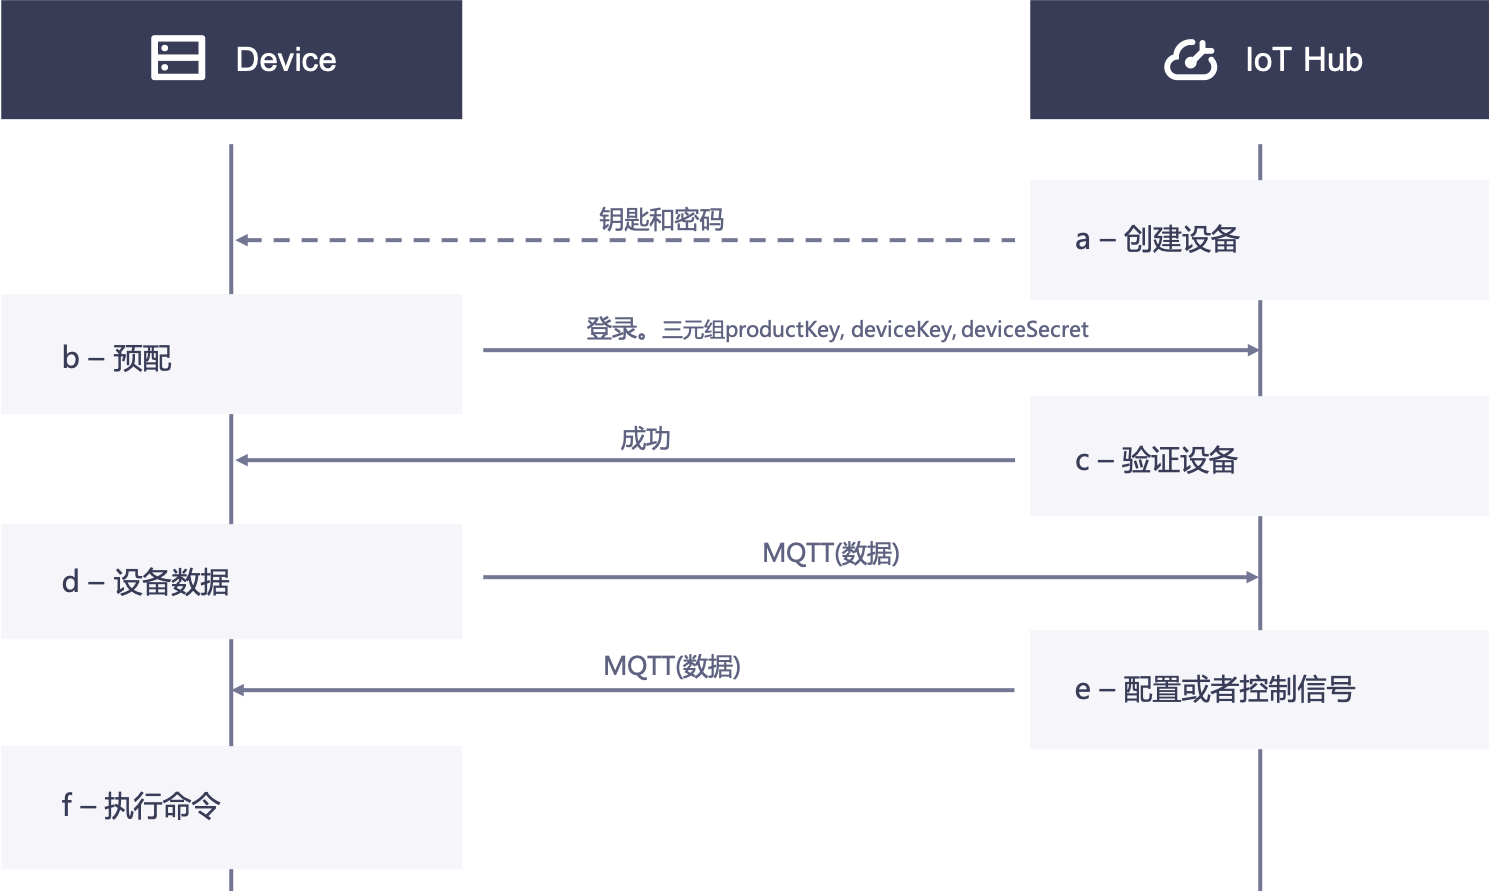 Device
IoT Hub
钥匙和密码
a – 创建设备
登录。三元组productKey, deviceKey, deviceSecret
b – 预配
成功
c – 验证设备
MQTT(数据)
d – 设备数据
MQTT(数据)
e – 配置或者控制信号
f – 执行命令